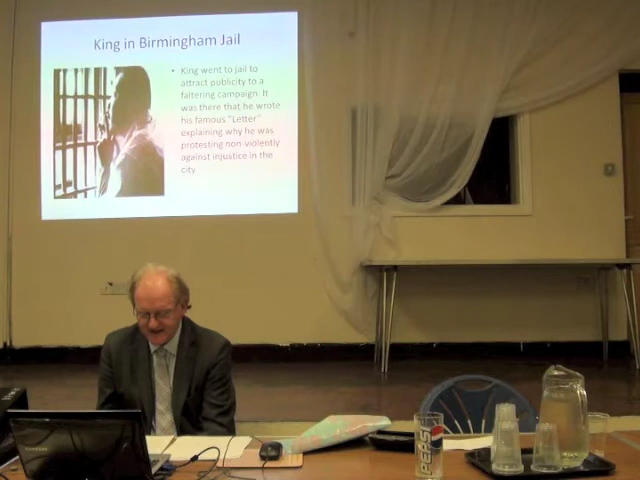 King in Birmingham Jail
• King went to jail to
attract publicity to a
faltering campaign. It
was there that he wrote
his famous "Letter"
explaining why he was
protesting non-violently
against injustice in the
city
PEPSI
SAMSUNG